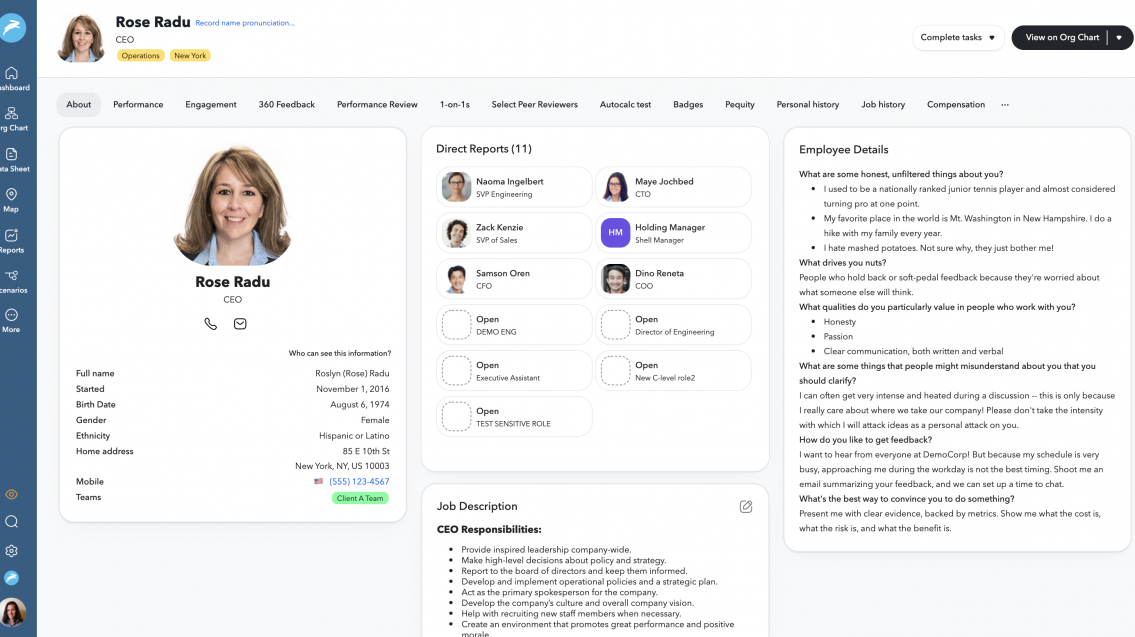 Rose Radu Record name pronunciation...
CEO
Operations New York
Complete tasks
View on Org Chart
shboard
rg Chart
ata Sheet
Map
Reports
cenarios
More
About Performance Engagement 360 Feedback Performance Review 1-on-1s Select Peer Reviewers Autocalc test Badges Pequity Personal history Job history Compensation ...
Rose Radu
CEO
Who can see this information?
Full name Roslyn (Rose) Radu
Started November 1, 2016
Birth Date August 6, 1974
Gender Female
Ethnicity Hispanic or Latino
Home address 85 E 10th St
New York, NY, US 10003
Mobile (555) 123-4567
Teams Client A Team
Direct Reports (11)
Naoma Ingelbert
SVP Engineering
Maye Jochbed
CTO
Zack Kenzie
SVP of Sales
HM
Holding Manager
Shell Manager
Samson Oren
CFO
Dino Reneta
COO
Open
DEMO ENG
Open
Director of Engineering
Open
Executive Assistant
Open
New C-level role2
Open
TEST SENSITIVE ROLE
Job Description
CEO Responsibilities:
• Provide inspired leadership company-wide.
• Make high-level decisions about policy and strategy.
• Report to the board of directors and keep them informed.
• Develop and implement operational policies and a strategic plan.
• Act as the primary spokesperson for the company.
• Develop the company's culture and overall company vision.
• Help with recruiting new staff members when necessary.
• Create an environment that promotes great performance and positive
morale.
Employee Details
What are some honest, unfiltered things about you?
• I used to be a nationally ranked junior tennis player and almost considered
turning pro at one point.
• My favorite place in the world is Mt. Washington in New Hampshire. I do a
hike with my family every year.
• I hate mashed potatoes. Not sure why, they just bother me!
What drives you nuts?
People who hold back or soft-pedal feedback because they're worried about
what someone else will think.
What qualities do you particularly value in people who work with you?
• Honesty
• Passion
• Clear communication, both written and verbal
What are some things that people might misunderstand about you that you
should clarify?
I can often get very intense and heated during a discussion -- this is only because
I really care about where we take our company! Please don't take the intensity
with which I will attack ideas as a personal attack on you.
How do you like to get feedback?
I want to hear from everyone at DemoCorp! But because my schedule is very
busy, approaching me during the workday is not the best timing. Shoot me an
email summarizing your feedback, and we can set up a time to chat.
What's the best way to convince you to do something?
Present me with clear evidence, backed by metrics. Show me what the cost is,
what the risk is, and what the benefit is.